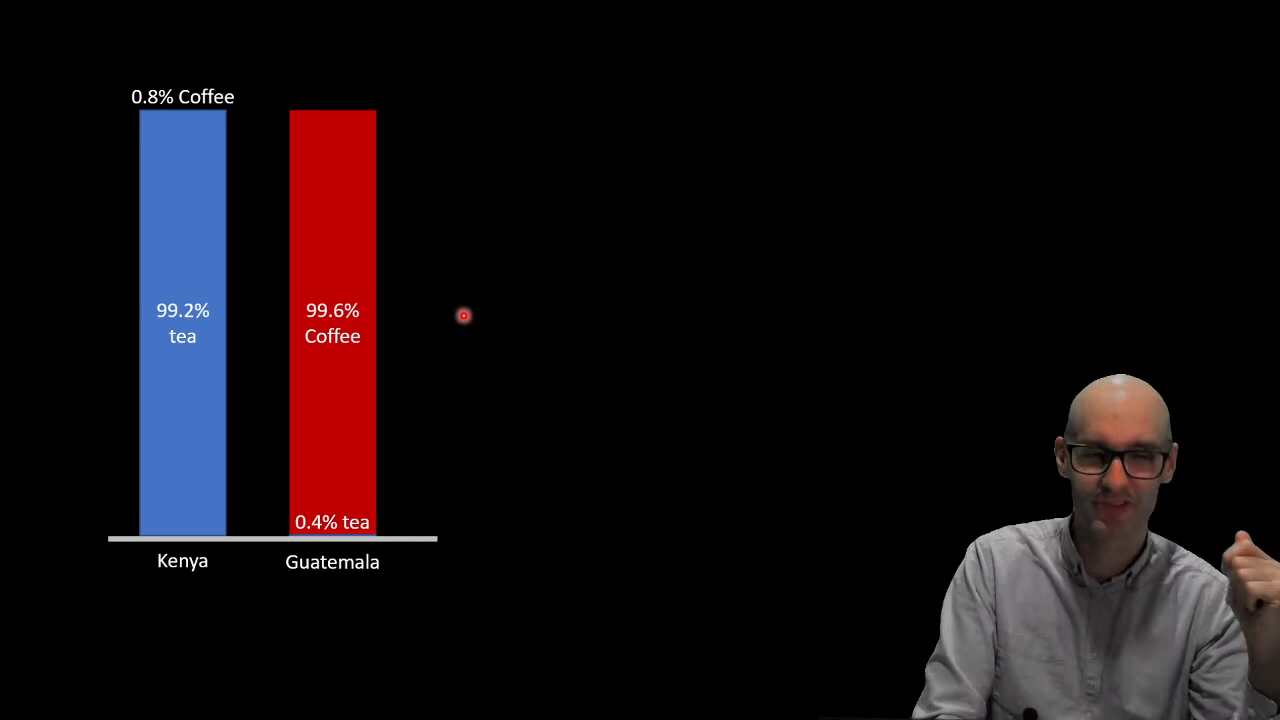 0.8% Coffee
99.2%
tea
99.6%
Coffee
0.4% tea
Kenya
Guatemala